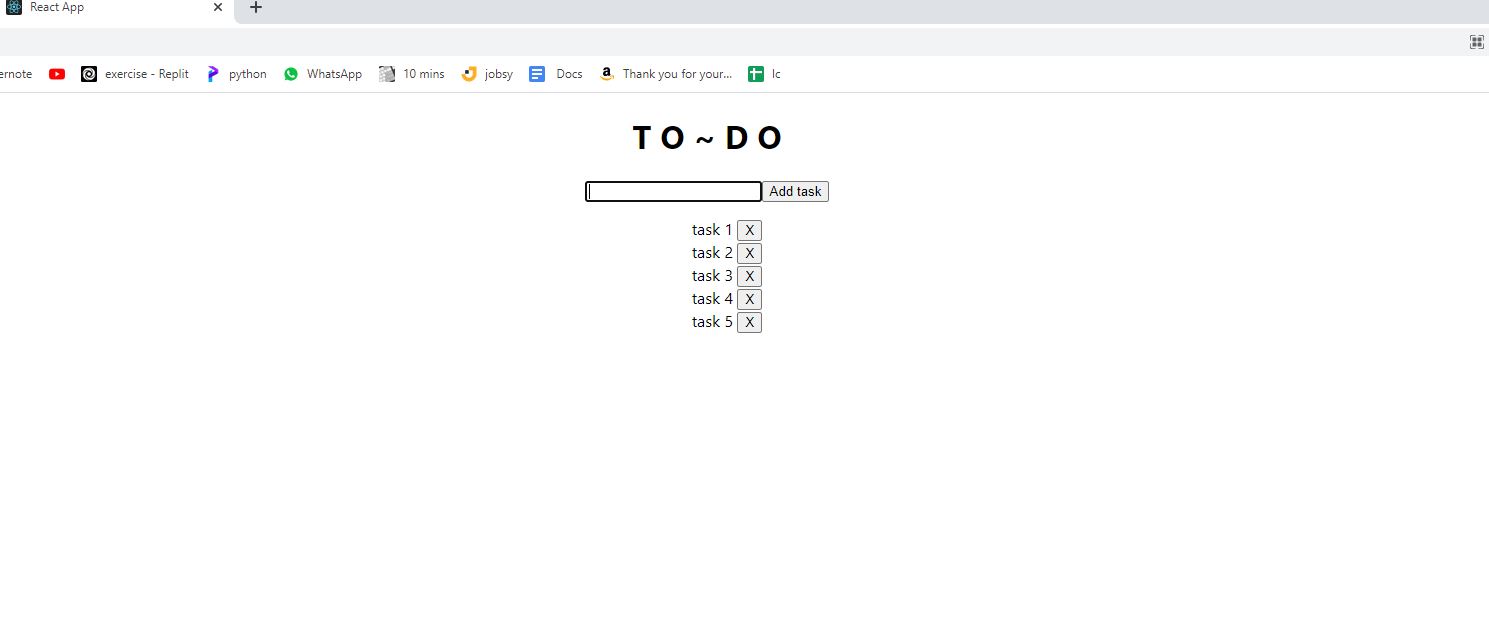 React App
ernote exercise - Replit python WhatsApp 10 mins jobsy Docs Thank you for your... lc
T O ~ D O
Add task
task 1 X
task 2 X
task 3 X
task 4 X
task 5 X